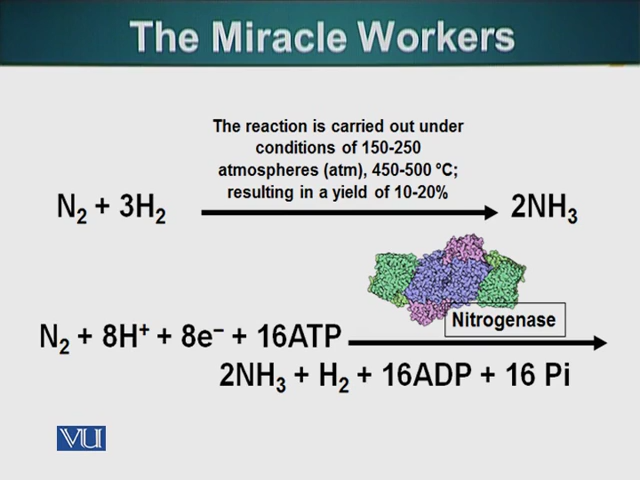 The Miracle Workers
The reaction is carried out under
conditions of 150-250
atmospheres (atm), 450-500 ºC;
resulting in a yield of 10-20%
N₂ + 3H₂ 2NH₃
Nitrogenase
N₂ + 8H⁺ + 8e⁻ + 16ATP
2NH₃ + H₂ + 16ADP + 16 Pi
VU